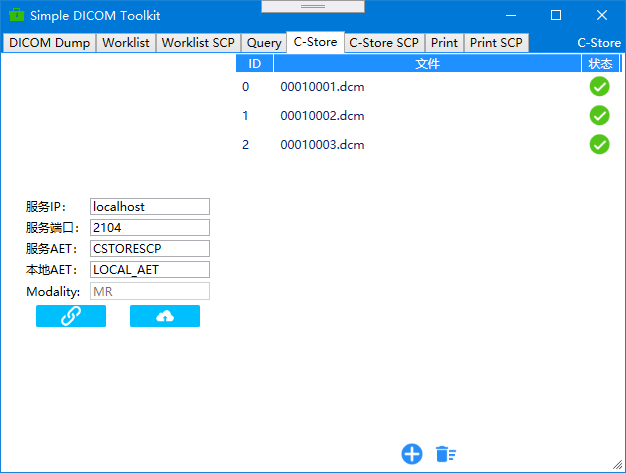 Simple DICOM Toolkit
DICOM Dump Worklist Worklist SCP Query C-Store C-Store SCP Print Print SCP C-Store
ID 文件 状态
0 00010001.dcm
1 00010002.dcm
2 00010003.dcm
服务IP： localhost
服务端口： 2104
服务AET： CSTORESCP
本地AET： LOCAL_AET
Modality: MR